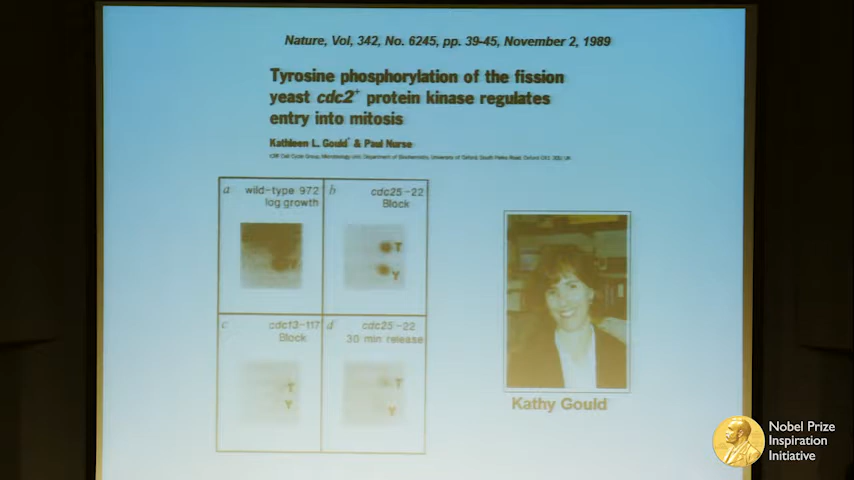 Nature, Vol, 342, No. 6245, pp. 39-45, November 2, 1989
Tyrosine phosphorylation of the fission
yeast cdc2+ protein kinase regulates
entry into mitosis
Kathleen L. Gould* & Paul Nurse
a wild-type 972
log growth
b cdc25-22
Block
T
Y
c cdc13-117
Block
T
Y
d cdc25-22
30 min release
T
Y
Kathy Gould
Nobel Prize
Inspiration
Initiative